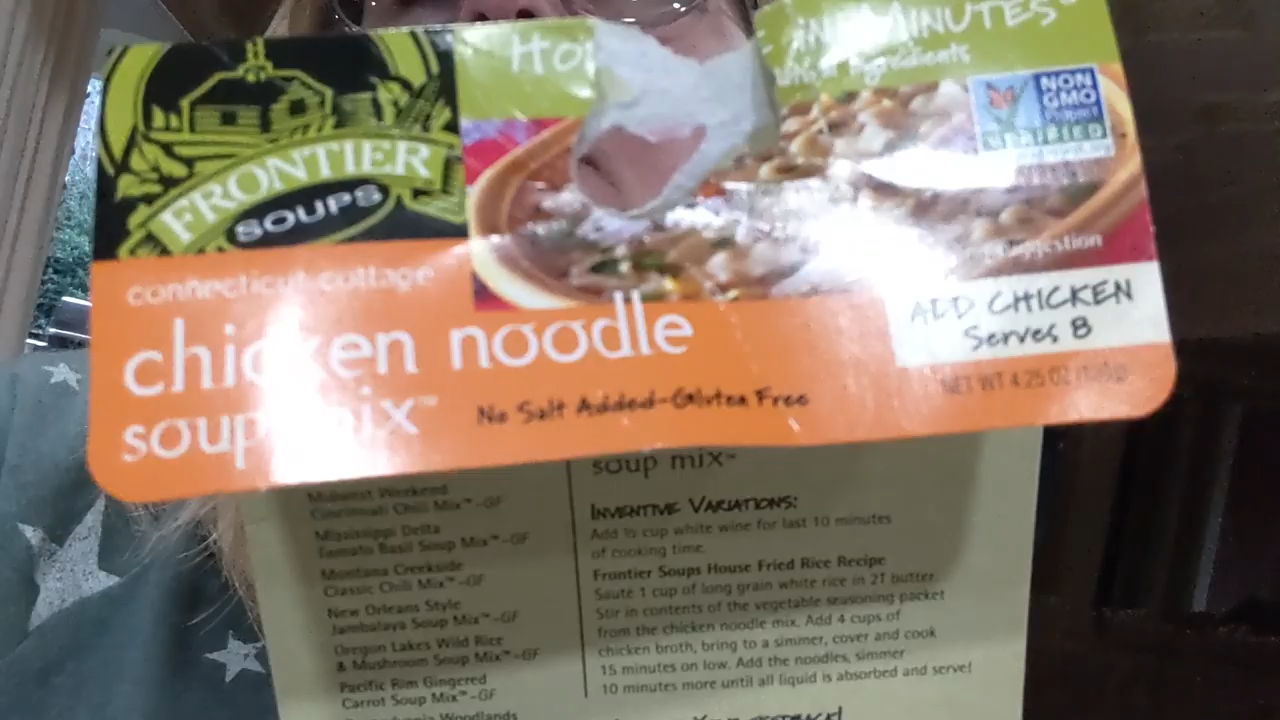 IN MINUTES
Ingredients
NON
GMO
Project
VERIFIED
FRONTIER
SOUPS
connecticut cottage
chicken noodle
soup mix™
No Salt Added-Gluten Free
ADD CHICKEN
Serves 8
NET WT 4.25 OZ
Midwest Weekend
Cincinnati Chili Mix™-GF
Mississippi Delta
Tomato Basil Soup Mix™-GF
Montana Creekside
Classic Chili Mix™-GF
New Orleans Style
Jambalaya Soup Mix™-GF
Oregon Lakes Wild Rice
& Mushroom Soup Mix™-GF
Pacific Rim Gingered
Carrot Soup Mix™-GF
Woodlands
soup mix™
INVENTIVE VARIATIONS:
Add ½ cup white wine for last 10 minutes
of cooking time.
Frontier Soups House Fried Rice Recipe
Sauté 1 cup of long grain white rice in 2T butter.
Stir in contents of the vegetable seasoning packet
from the chicken noodle mix. Add 4 cups of
chicken broth, bring to a simmer, cover and cook
15 minutes on low. Add the noodles, simmer
10 minutes more until all liquid is absorbed and serve!